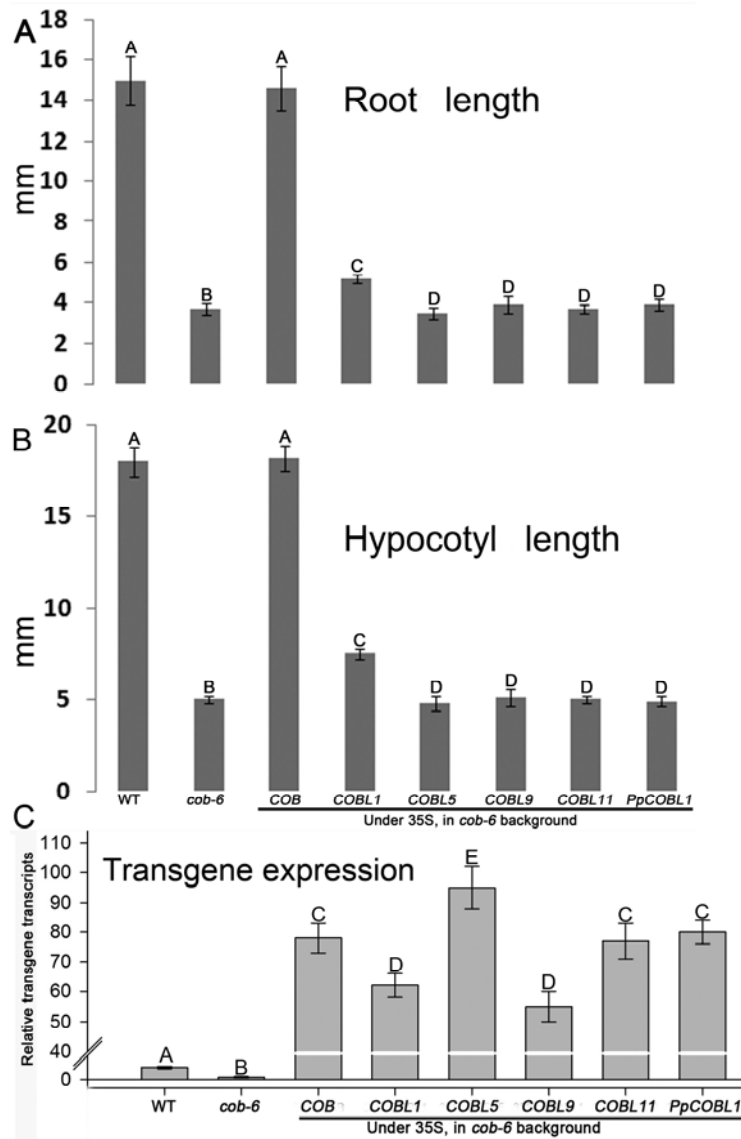 A
18
16
14
12
10
8
6
4
2
0
mm
Root length
A
B
A
C
D
D
D
D
B
20
15
10
5
0
mm
Hypocotyl length
A
B
A
C
D
D
D
D
WT cob-6 COB COBL1 COBL5 COBL9 COBL11 PpCOBL1
Under 35S, in cob-6 background
C
Relative transgene transcripts
110
100
90
80
70
60
50
40
0
Transgene expression
A
B
C
D
E
D
C
C
WT cob-6 COB COBL1 COBL5 COBL9 COBL11 PpCOBL1
Under 35S, in cob-6 background